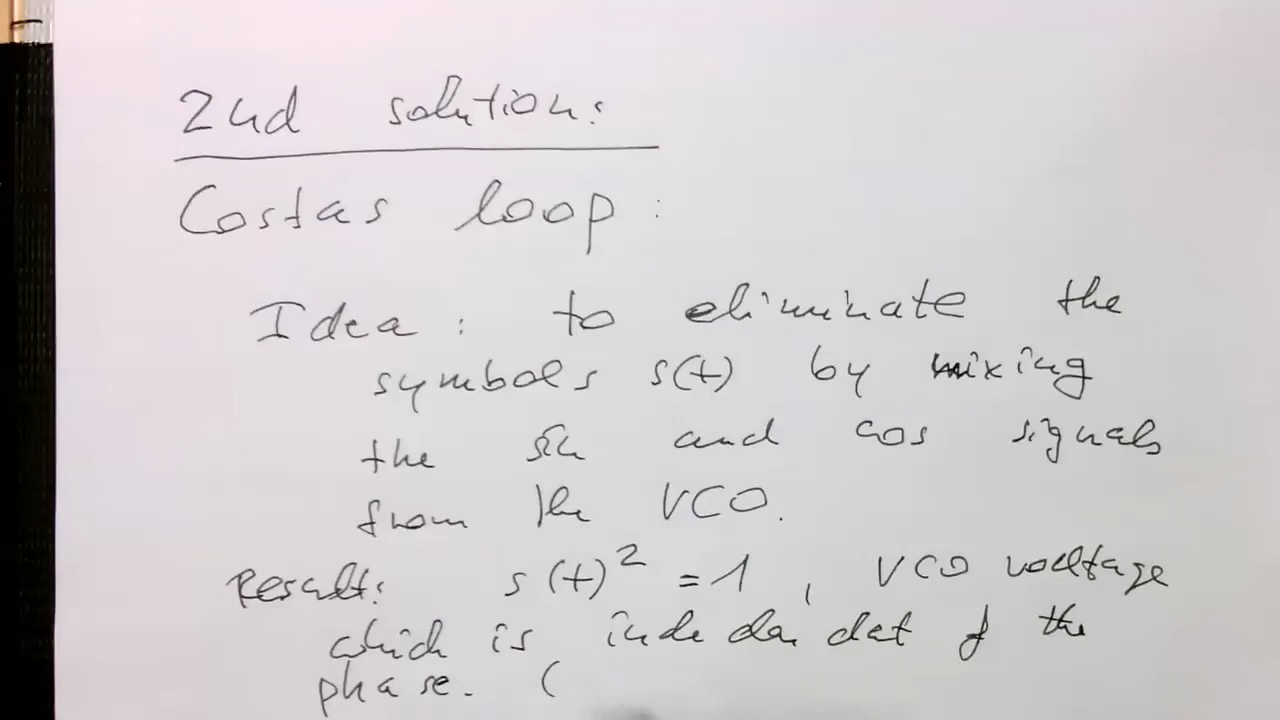 2nd solution:
Costas loop:
Idea: to eliminate the
symbols s(t) by mixing
the sin and cos signals
from the VCO.
Result: s(t)² = 1, VCO voltage
which is of the
phase. (